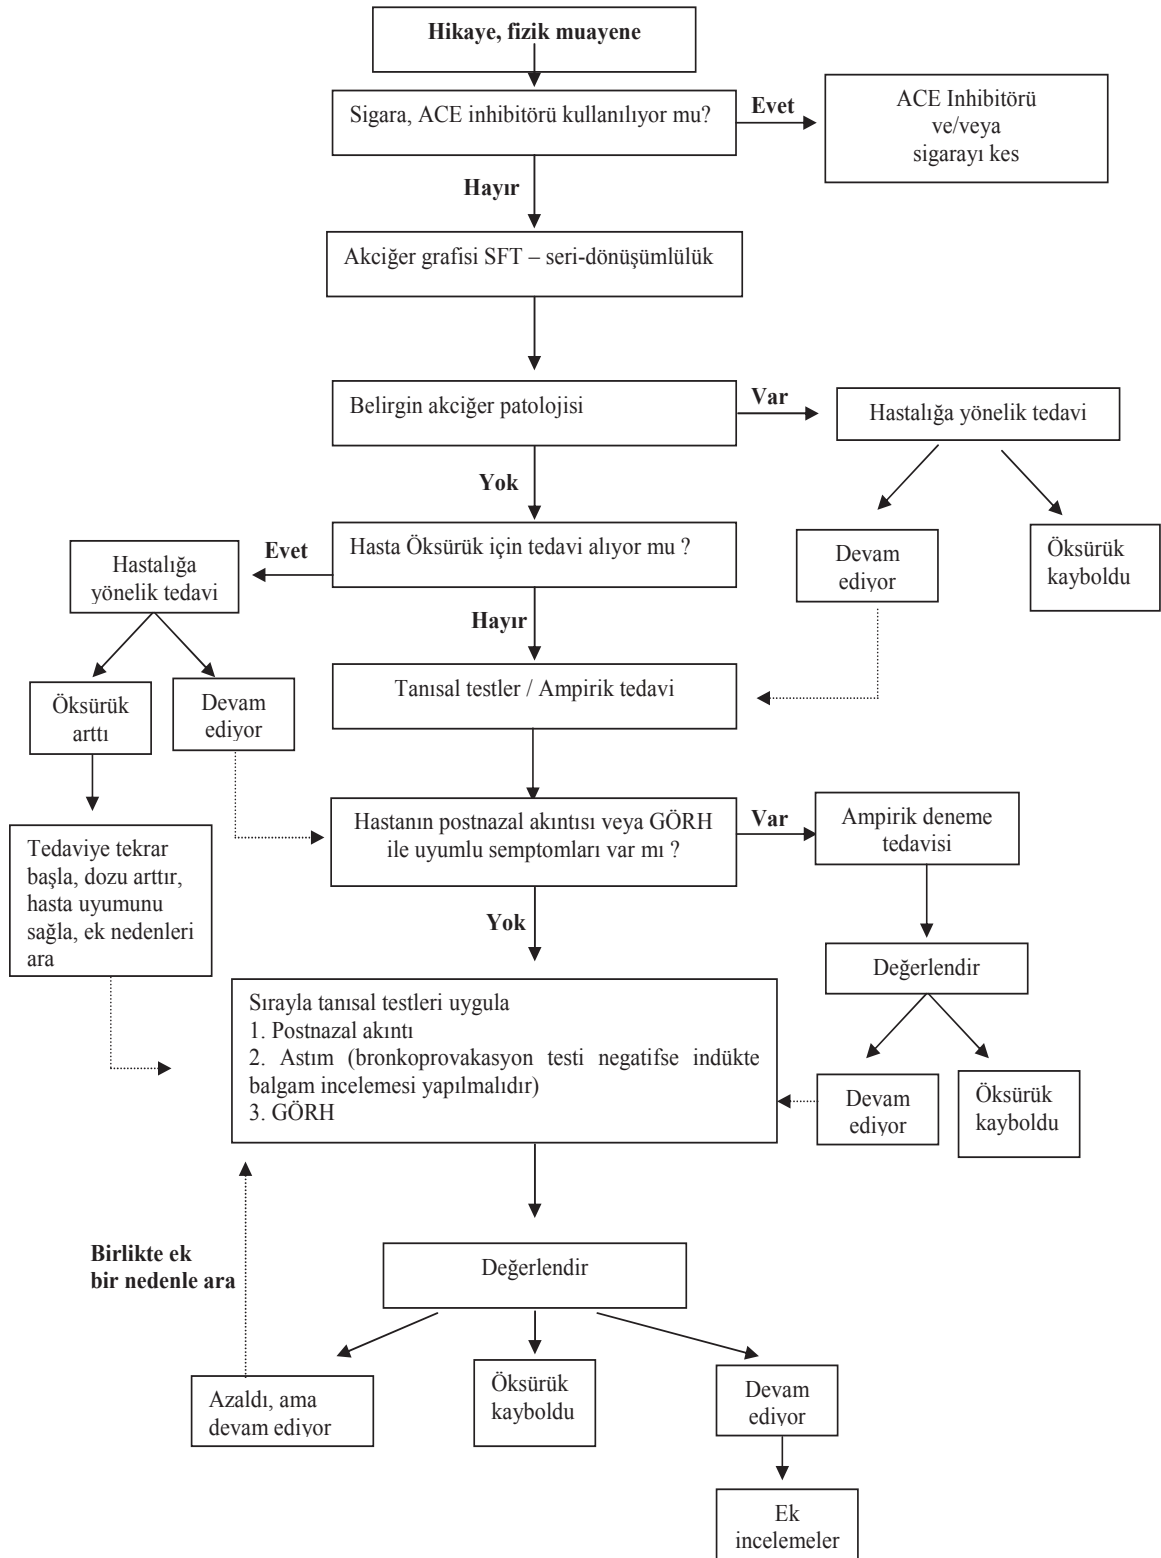 Hikaye, fizik muayene
Sigara, ACE inhibitörü kullanılıyor mu?
Evet
ACE Inhibitörü
ve/veya
sigarayı kes
Hayır
Akciğer grafisi SFT – seri-dönüşümlülük
Belirgin akciğer patolojisi
Var
Hastalığa yönelik tedavi
Yok
Devam
ediyor
Öksürük
kayboldu
Hasta Öksürük için tedavi alıyor mu ?
Evet
Hastalığa
yönelik tedavi
Hayır
Öksürük
arttı
Devam
ediyor
Tanısal testler / Ampirik tedavi
Tedaviye tekrar
başla, dozu arttır,
hasta uyumunu
sağla, ek nedenleri
ara
Hastanın postnazal akıntısı veya GÖRH
ile uyumlu semptomları var mı ?
Var
Ampirik deneme
tedavisi
Yok
Değerlendir
Devam
ediyor
Öksürük
kayboldu
Sırayla tanısal testleri uygula
1. Postnazal akıntı
2. Astım (bronkoprovakasyon testi negatifse indükte
balgam incelemesi yapılmalıdır)
3. GÖRH
Birlikte ek
bir nedenle ara
Değerlendir
Azaldı, ama
devam ediyor
Öksürük
kayboldu
Devam
ediyor
Ek
incelemeler